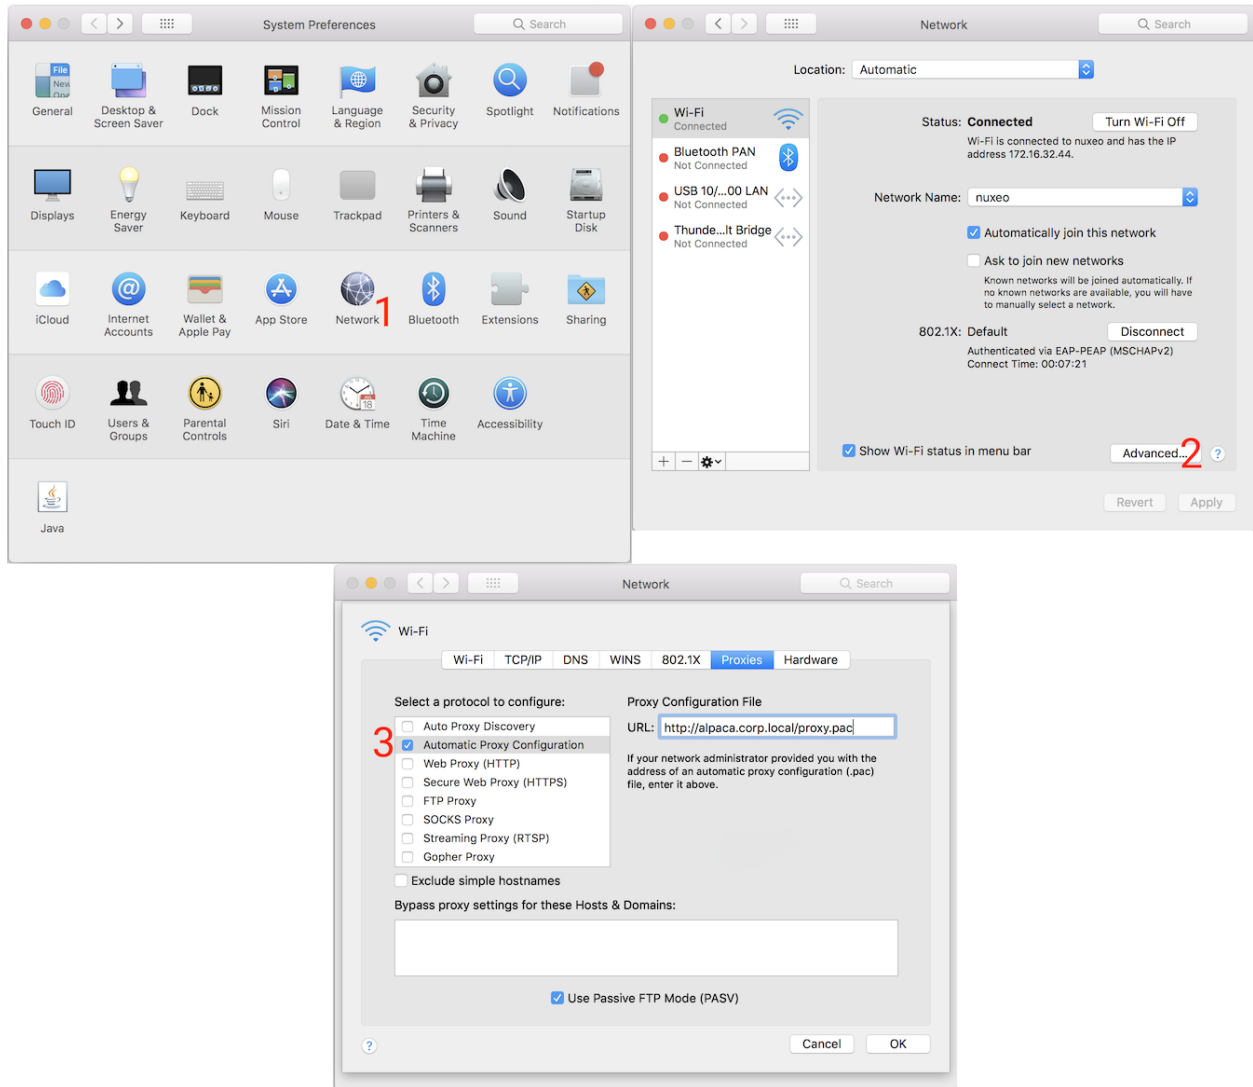 System Preferences
Search
File
New
General
Desktop &
Screen Saver
Dock
Mission
Control
Language
& Region
Security
& Privacy
Spotlight
Notifications
Displays
Energy
Saver
Keyboard
Mouse
Trackpad
Printers &
Scanners
Sound
Startup
Disk
iCloud
Internet
Accounts
Wallet &
Apple Pay
App Store
Network
1
Bluetooth
Extensions
Sharing
Touch ID
Users &
Groups
Parental
Controls
Siri
18
Date & Time
Time
Machine
Accessibility
Java
Network
Search
Location: Automatic
Wi-Fi
Connected
Bluetooth PAN
Not Connected
USB 10/...00 LAN
Not Connected
Thunde...lt Bridge
Not Connected
Status: Connected
Turn Wi-Fi Off
Wi-Fi is connected to nuxeo and has the IP
address 172.16.32.44.
Network Name: nuxeo
Automatically join this network
Ask to join new networks
Known networks will be joined automatically. If
no known networks are available, you will have
to manually select a network.
802.1X: Default
Disconnect
Authenticated via EAP-PEAP (MSCHAPv2)
Connect Time: 00:07:21
Show Wi-Fi status in menu bar
Advanced...
2
?
Revert
Apply
Network
Search
Wi-Fi
Wi-Fi
TCP/IP
DNS
WINS
802.1X
Proxies
Hardware
Select a protocol to configure:
3
Auto Proxy Discovery
Automatic Proxy Configuration
Web Proxy (HTTP)
Secure Web Proxy (HTTPS)
FTP Proxy
SOCKS Proxy
Streaming Proxy (RTSP)
Gopher Proxy
Proxy Configuration File
URL: http://alpaca.corp.local/proxy.pac
If your network administrator provided you with the
address of an automatic proxy configuration (.pac)
file, enter it above.
Exclude simple hostnames
Bypass proxy settings for these Hosts & Domains:
Use Passive FTP Mode (PASV)
?
Cancel
OK